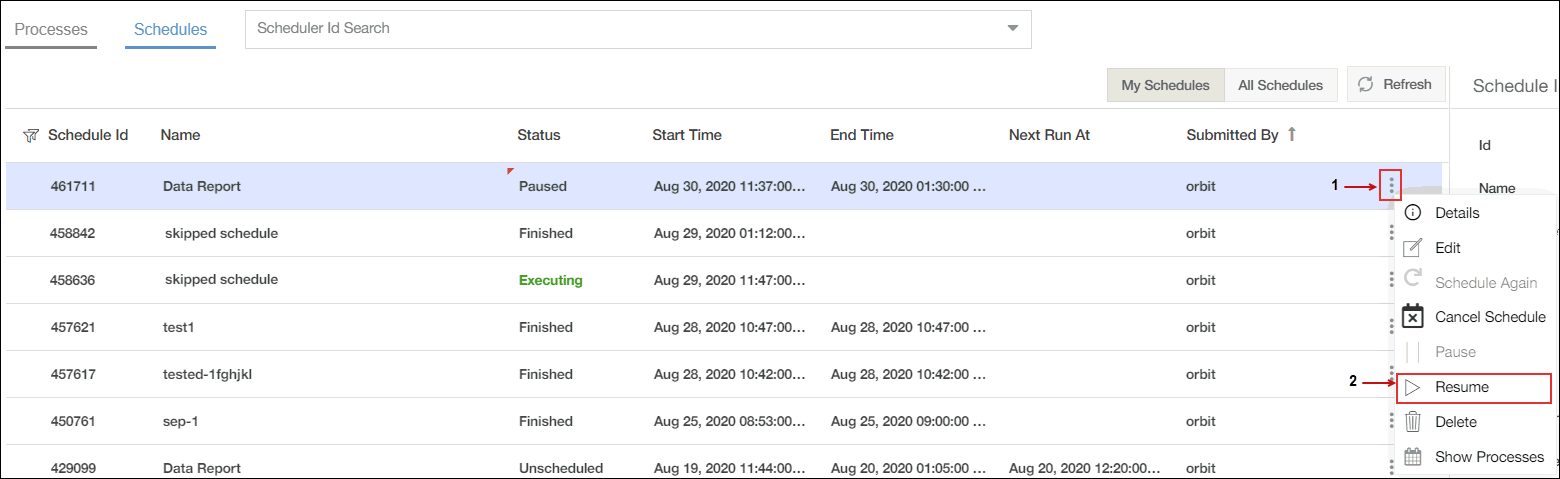 Processes Schedules Scheduler Id Search
My Schedules All Schedules Refresh Schedule I
Schedule Id Name Status Start Time End Time Next Run At Submitted By
Id
461711 Data Report Paused Aug 30, 2020 11:37:00... Aug 30, 2020 01:30:00 ... orbit 1 Name
Details
458842 skipped schedule Finished Aug 29, 2020 01:12:00... orbit
Edit
458636 skipped schedule Executing Aug 29, 2020 11:47:00... orbit
Schedule Again
Cancel Schedule
457621 test1 Finished Aug 28, 2020 10:47:00... Aug 28, 2020 10:47:00 ... orbit
Pause
457617 tested-1fghjkl Finished Aug 28, 2020 10:42:00... Aug 28, 2020 10:42:00 ... orbit
2 Resume
450761 sep-1 Finished Aug 25, 2020 08:53:00... Aug 25, 2020 09:00:00 ... orbit
Delete
Show Processes
429099 Data Report Unscheduled Aug 19, 2020 11:44:00... Aug 20, 2020 01:05:00 ... Aug 20, 2020 12:20:00... orbit